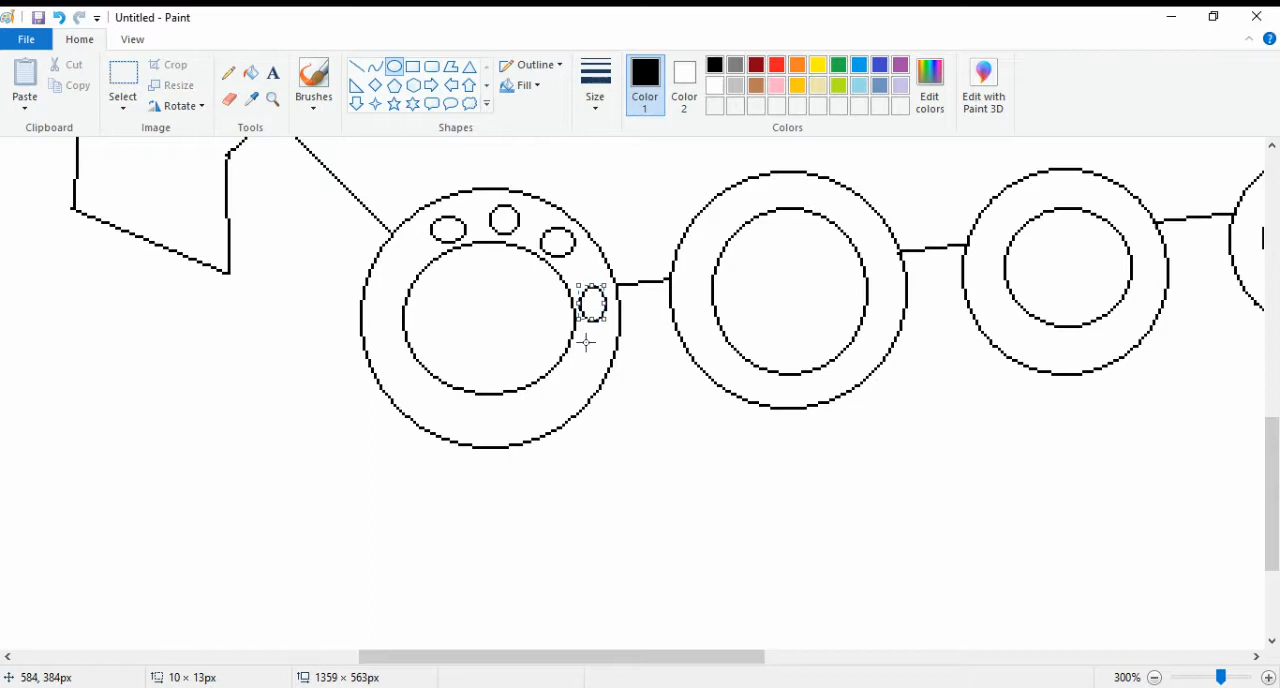 Untitled - Paint
File
Home
View
Paste
Cut
Copy
Clipboard
Select
Crop
Resize
Rotate
Image
A
Tools
Brushes
Outline
Fill
Shapes
Size
Color
1
Color
2
Edit
colors
Edit with
Paint 3D
Colors
584, 384px
10 × 13px
1359 × 563px
300%